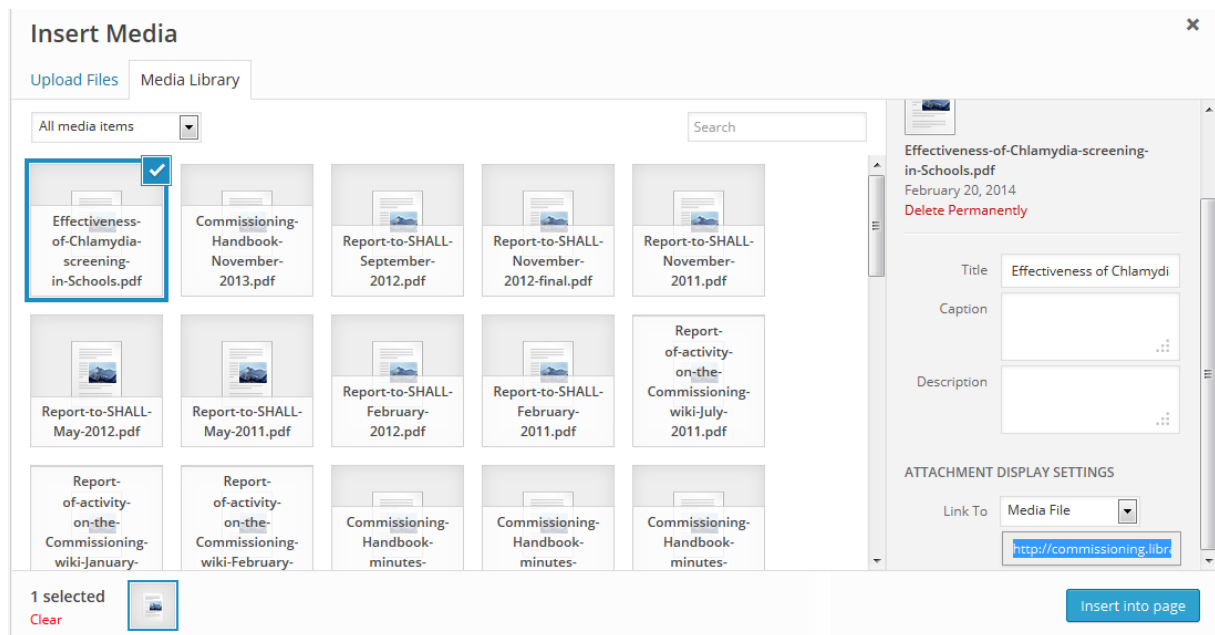 Insert Media
×
Upload Files
Media Library
All media items
Search
Effectiveness-
of-Chlamydia-
screening-
in-Schools.pdf
Commissioning-
Handbook-
November-
2013.pdf
Report-to-SHALL-
September-
2012.pdf
Report-to-SHALL-
November-
2012-final.pdf
Report-to-SHALL-
November-
2011.pdf
Report-to-SHALL-
May-2012.pdf
Report-to-SHALL-
May-2011.pdf
Report-to-SHALL-
February-
2012.pdf
Report-to-SHALL-
February-
2011.pdf
Report-
of-activity-
on-the-
Commissioning-
wiki-July-
2011.pdf
Report-
of-activity-
on-the-
Commissioning-
wiki-January-
Report-
of-activity-
on-the-
Commissioning-
wiki-February-
Commissioning-
Handbook-
minutes-
Commissioning-
Handbook-
minutes-
Commissioning-
Handbook-
minutes-
Effectiveness-of-Chlamydia-screening-
in-Schools.pdf
February 20, 2014
Delete Permanently
Title
Effectiveness of Chlamydi
Caption
Description
ATTACHMENT DISPLAY SETTINGS
Link To
Media File
http://commissioning.libra
1 selected
Clear
Insert into page